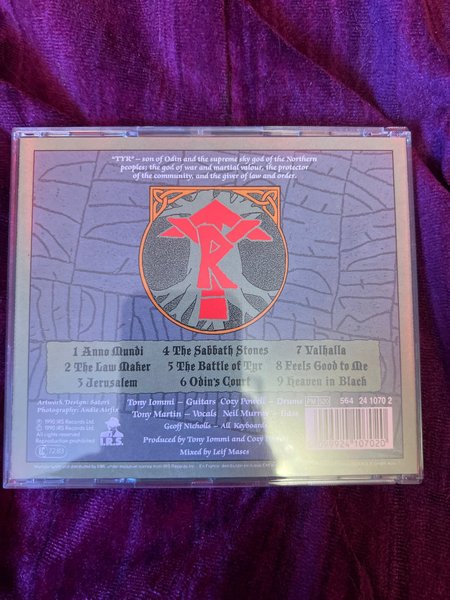 "TYR" – son of Odin and the supreme sky god of the Northern
peoples; the god of war and martial valour, the protector
of the community, and the giver of law and order.
TYR
1 Anno Mundi 4 The Sabbath Stones 7 Valhalla
2 The Law Maker 5 The Battle of Tyr 8 Feels Good to Me
3 Jerusalem 6 Odin's Court 9 Heaven in Black
Artwork/Design: Satori
Photography: Andie Airfix
Tony Iommi – Guitars Cozy Powell – Drums
Tony Martin – Vocals Neil Murray – Bass
Geoff Nicholls – All Keyboards
Produced by Tony Iommi and Cozy
Mixed by Leif Mases
℗ 1990 IRS Records Ltd.
© 1990 IRS Records Ltd.
All rights reserved
Reproduction prohibited
I.R.S.
PM 520
564 24 1070 2